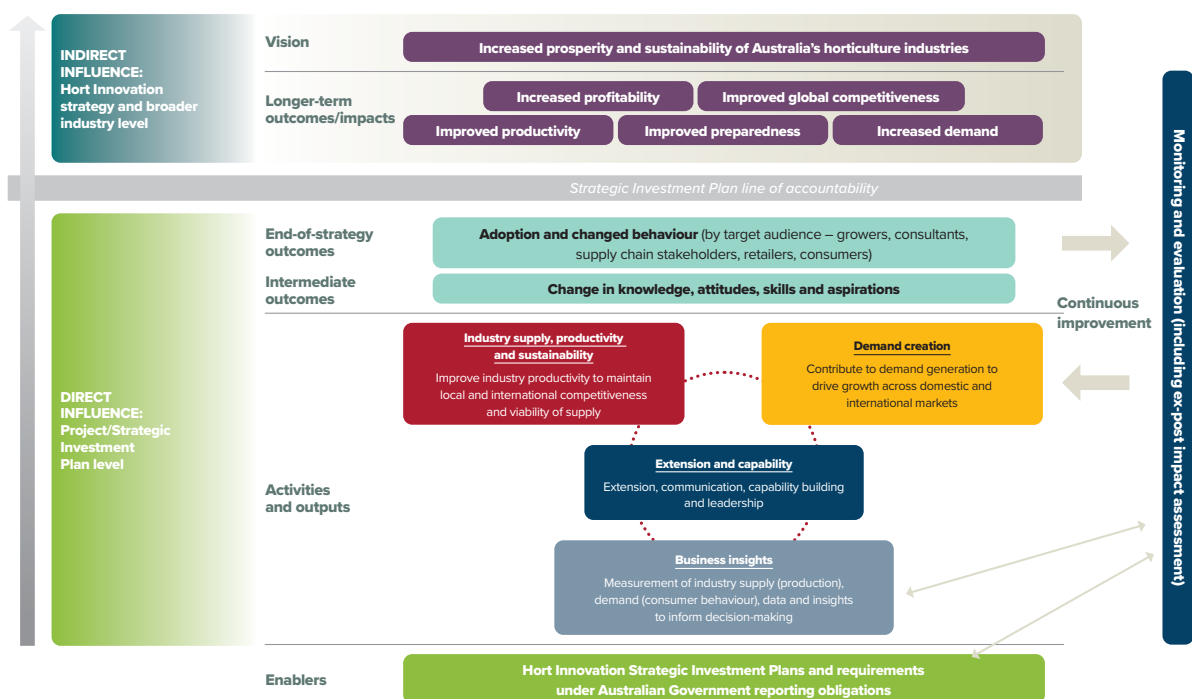 INDIRECT
INFLUENCE:
Hort Innovation
strategy and broader
industry level
Vision
Increased prosperity and sustainability of Australia’s horticulture industries
Longer-term
outcomes/impacts
Increased profitability
Improved global competitiveness
Improved productivity
Improved preparedness
Increased demand
Strategic Investment Plan line of accountability
DIRECT
INFLUENCE:
Project/Strategic
Investment
Plan level
End-of-strategy
outcomes
Adoption and changed behaviour (by target audience – growers, consultants,
supply chain stakeholders, retailers, consumers)
Intermediate
outcomes
Change in knowledge, attitudes, skills and aspirations
Activities
and outputs
Industry supply, productivity
and sustainability
Improve industry productivity to maintain
local and international competitiveness
and viability of supply
Demand creation
Contribute to demand generation to
drive growth across domestic and
international markets
Extension and capability
Extension, communication, capability building
and leadership
Business insights
Measurement of industry supply (production),
demand (consumer behaviour), data and insights
to inform decision-making
Enablers
Hort Innovation Strategic Investment Plans and requirements
under Australian Government reporting obligations
Continuous
improvement
Monitoring and evaluation (including ex-post impact assessment)